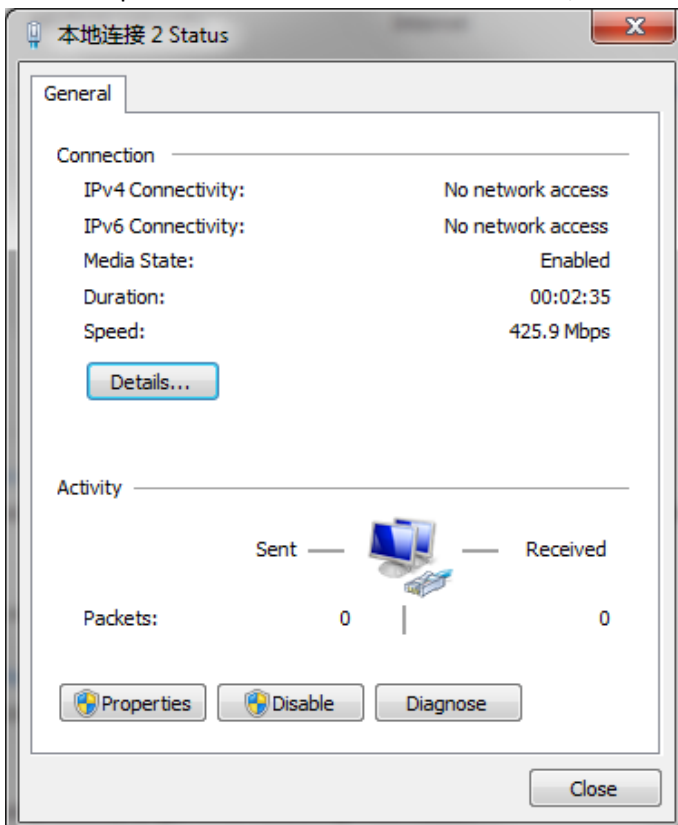 本地连接 2 Status
General
Connection
IPv4 Connectivity: No network access
IPv6 Connectivity: No network access
Media State: Enabled
Duration: 00:02:35
Speed: 425.9 Mbps
Details...
Activity
Sent Received
Packets: 0 0
Properties Disable Diagnose
Close